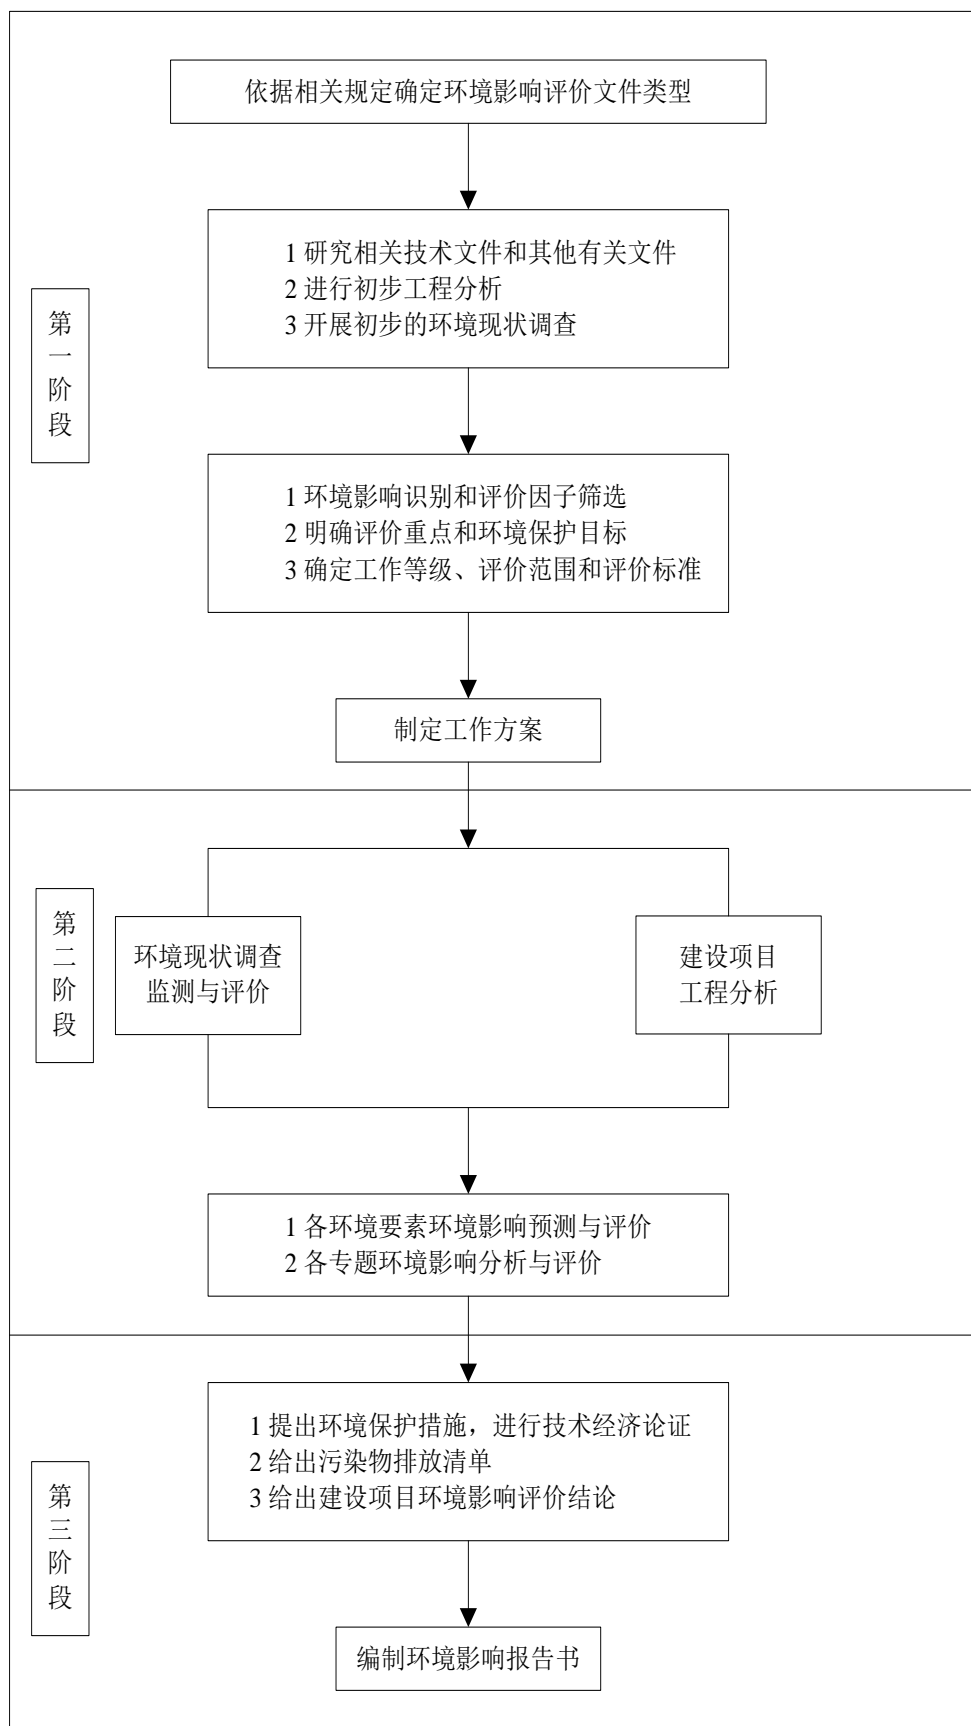 依据相关规定确定环境影响评价文件类型
1 研究相关技术文件和其他有关文件
2 进行初步工程分析
3 开展初步的环境现状调查
第一阶段
1 环境影响识别和评价因子筛选
2 明确评价重点和环境保护目标
3 确定工作等级、评价范围和评价标准
制定工作方案
第二阶段
环境现状调查
监测与评价
建设项目
工程分析
1 各环境要素环境影响预测与评价
2 各专题环境影响分析与评价
1 提出环境保护措施，进行技术经济论证
2 给出污染物排放清单
3 给出建设项目环境影响评价结论
第三阶段
编制环境影响报告书